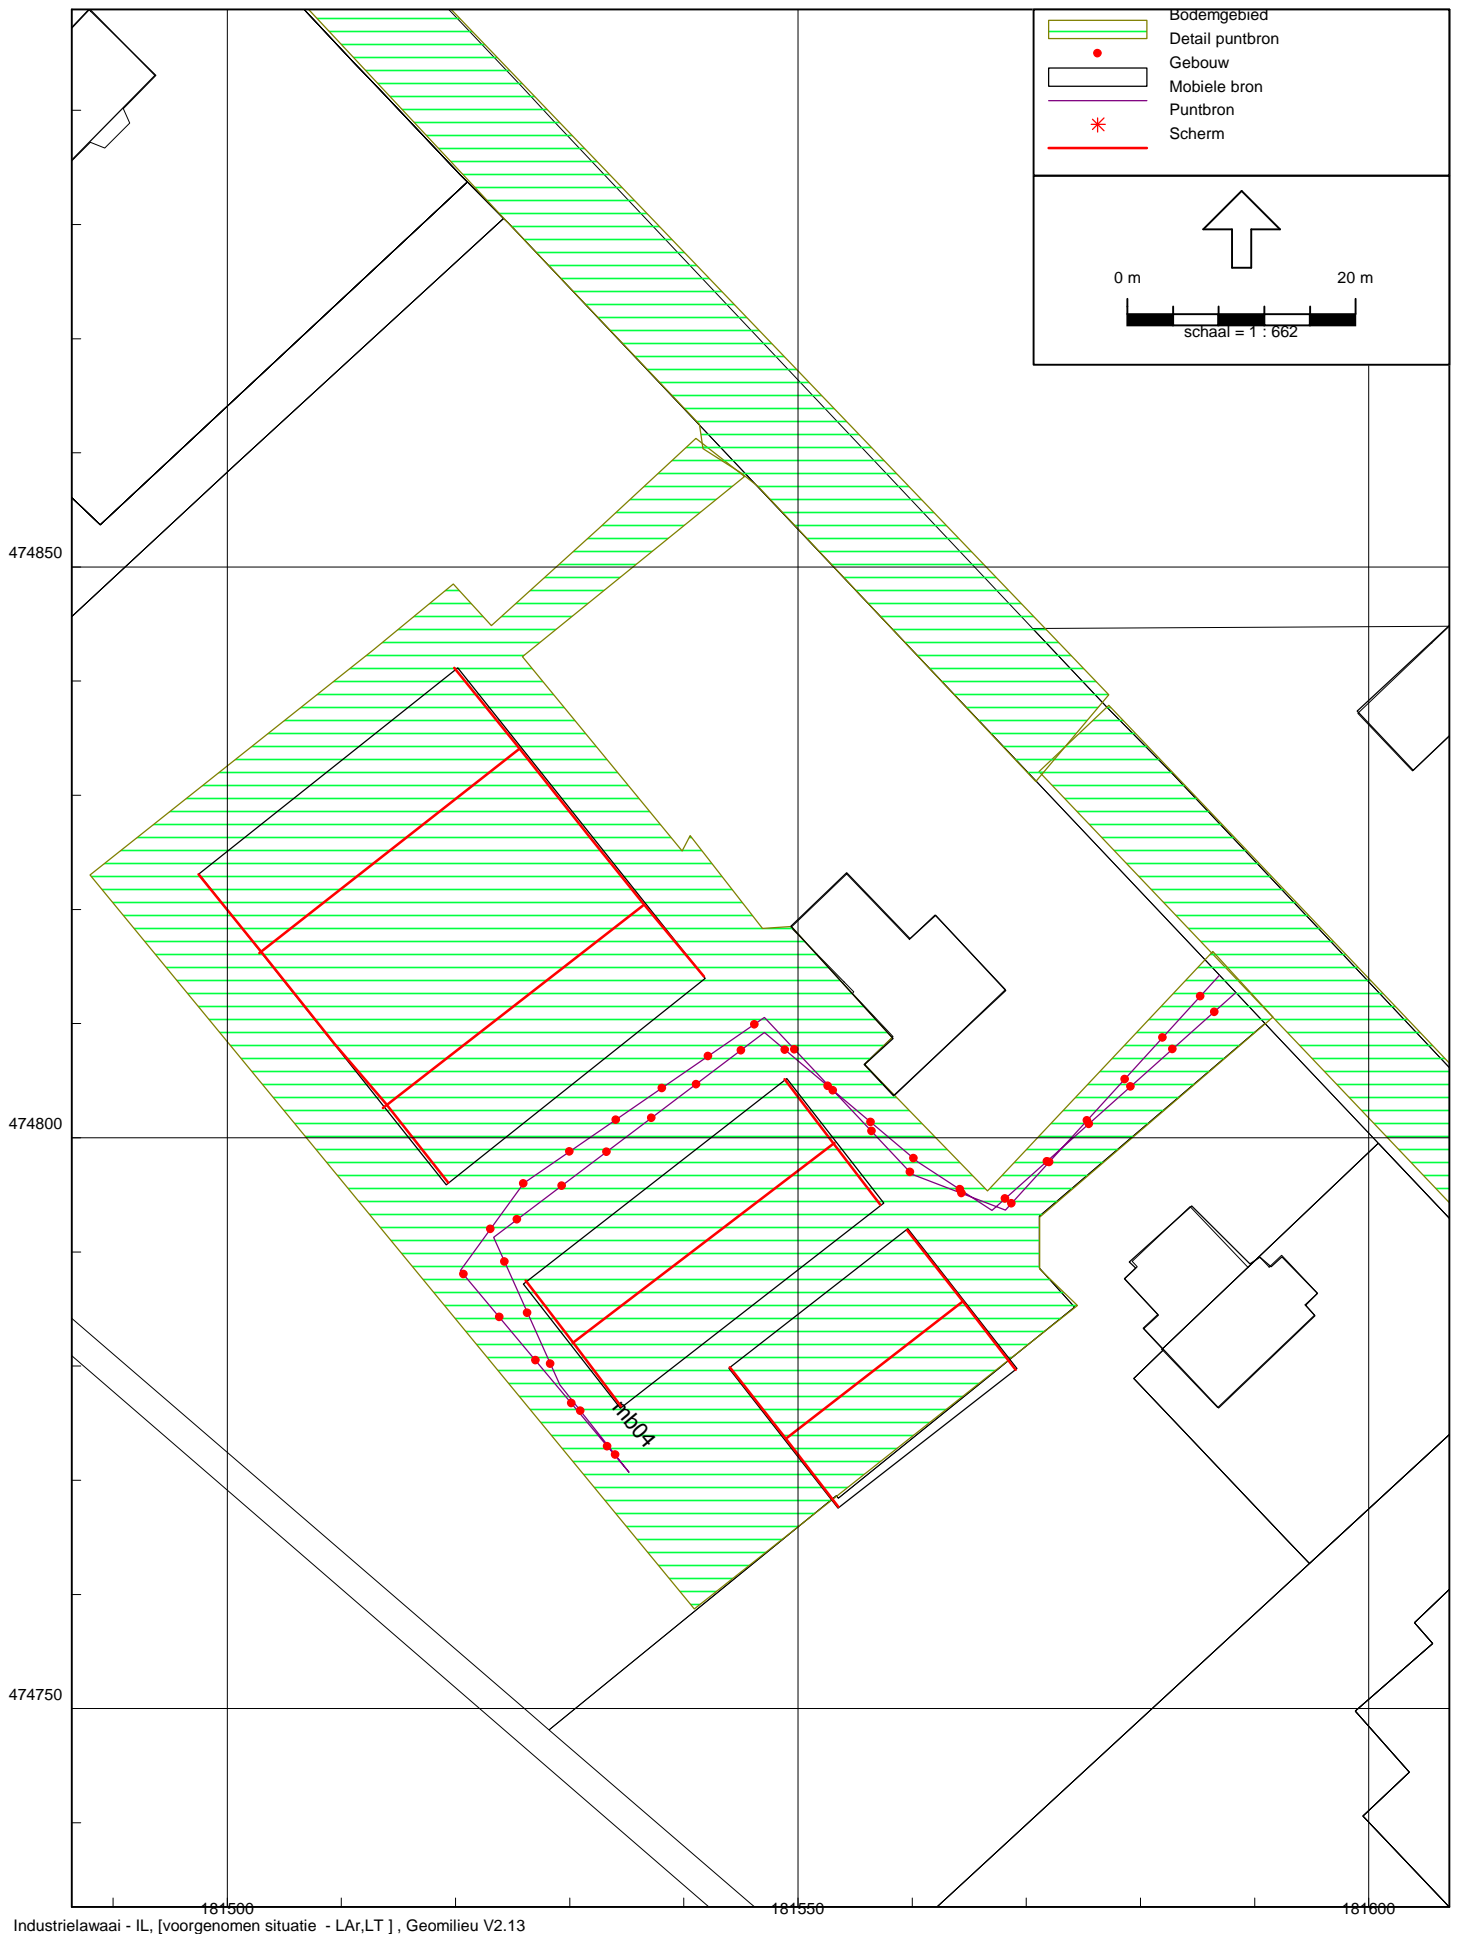 Bodemgebied
Detail puntbron
Gebouw
Mobiele bron
Puntbron
Scherm
0 m 20 m
schaal = 1 : 662
474850
474800
mb04
474750
181500 181550 181600
Industrielawaai - IL, [voorgenomen situatie - LAr,LT ] , Geomilieu V2.13